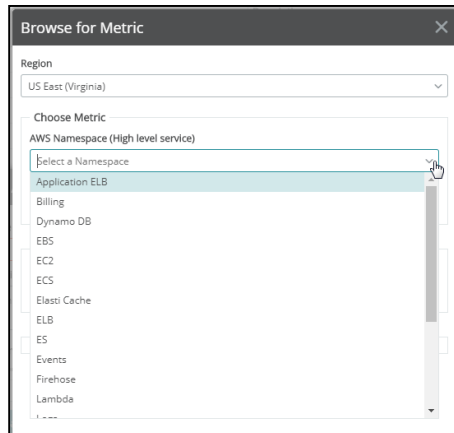 Browse for Metric
Region
US East (Virginia)
Choose Metric
AWS Namespace (High level service)
Select a Namespace
Application ELB
Billing
Dynamo DB
EBS
EC2
ECS
Elasti Cache
ELB
ES
Events
Firehose
Lambda